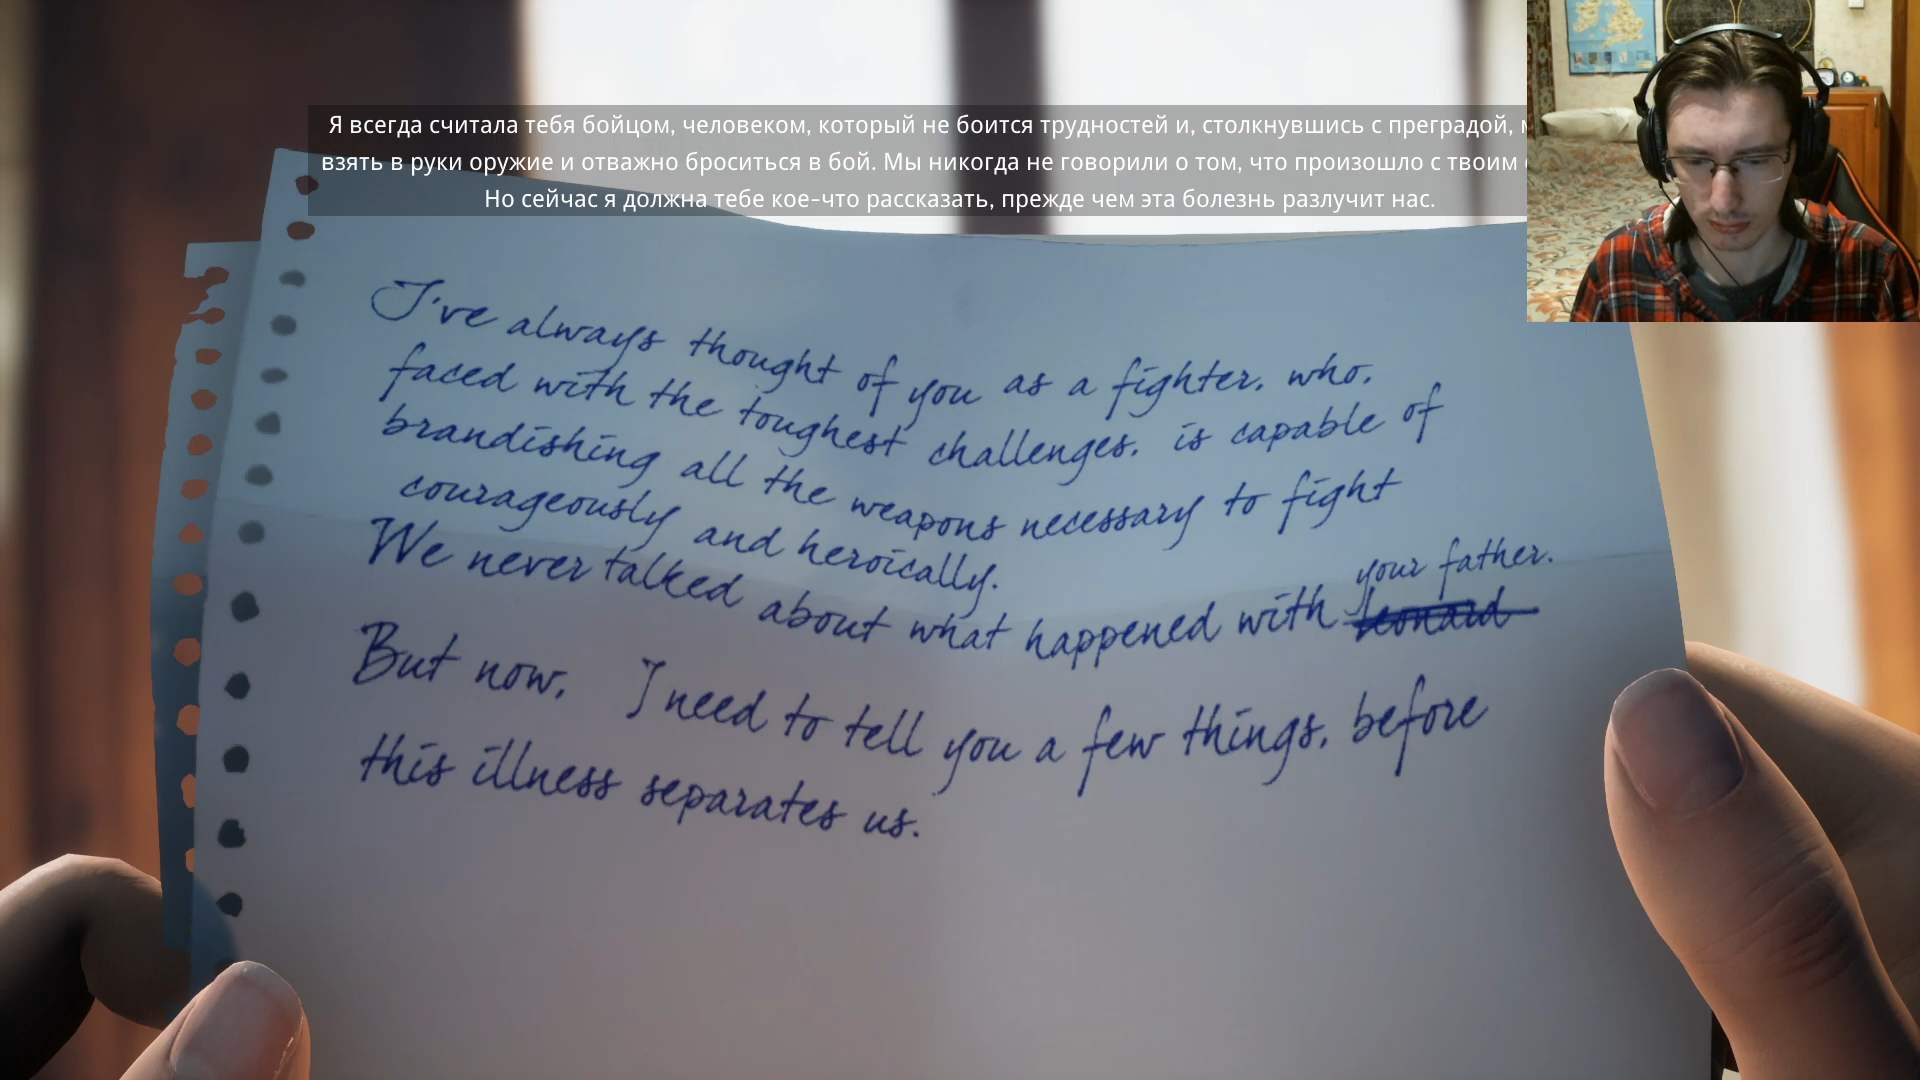 Я всегда считала тебя бойцом, человеком, который не боится трудностей и, столкнувшись с преградой,
взять в руки оружие и отважно броситься в бой. Мы никогда не говорили о том, что произошло с твоим
Но сейчас я должна тебе кое-что рассказать, прежде чем эта болезнь разлучит нас.
I've always thought of you as a fighter, who,
faced with the toughest challenges, is capable of
brandishing all the weapons necessary to fight
courageously and heroically.
We never talked about what happened with leonard your father.
But now, I need to tell you a few things, before
this illness separates us.